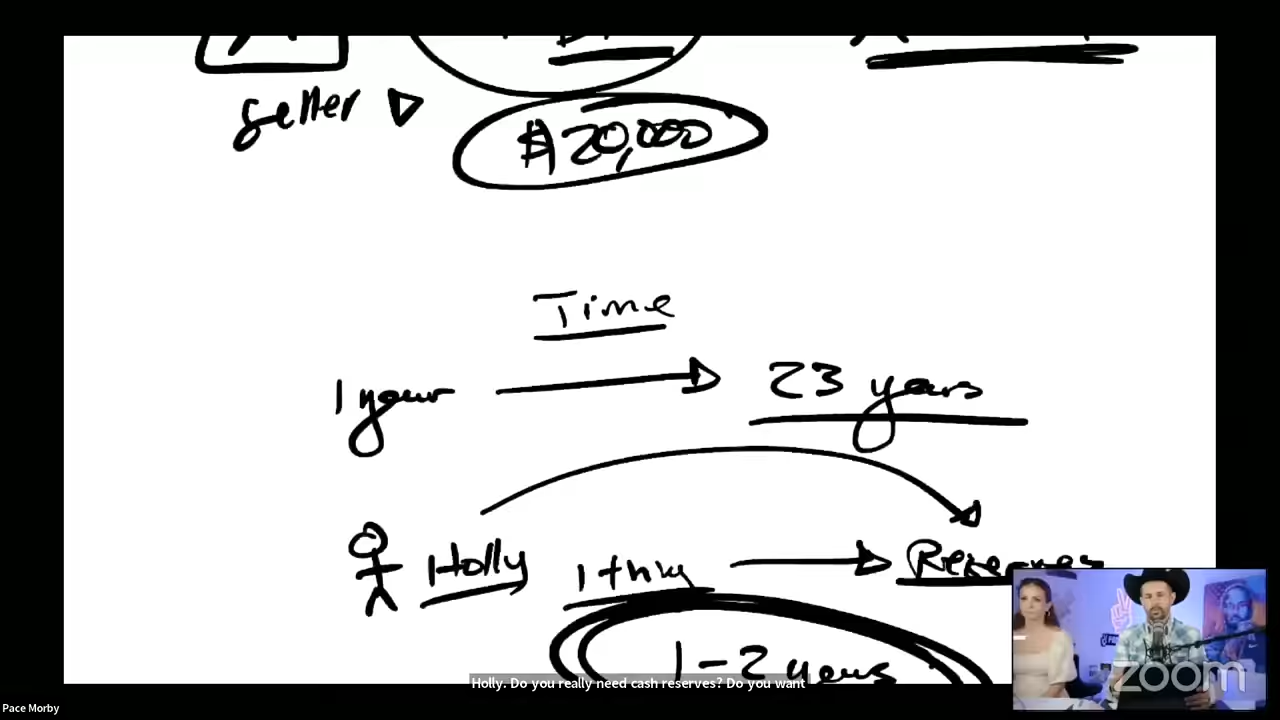 seller
$20,000
Time
1 year
23 years
Holly 1 thing
Reserves
1-2 years
Holly. Do you really need cash reserves? Do you want
zoom
Pace Morby